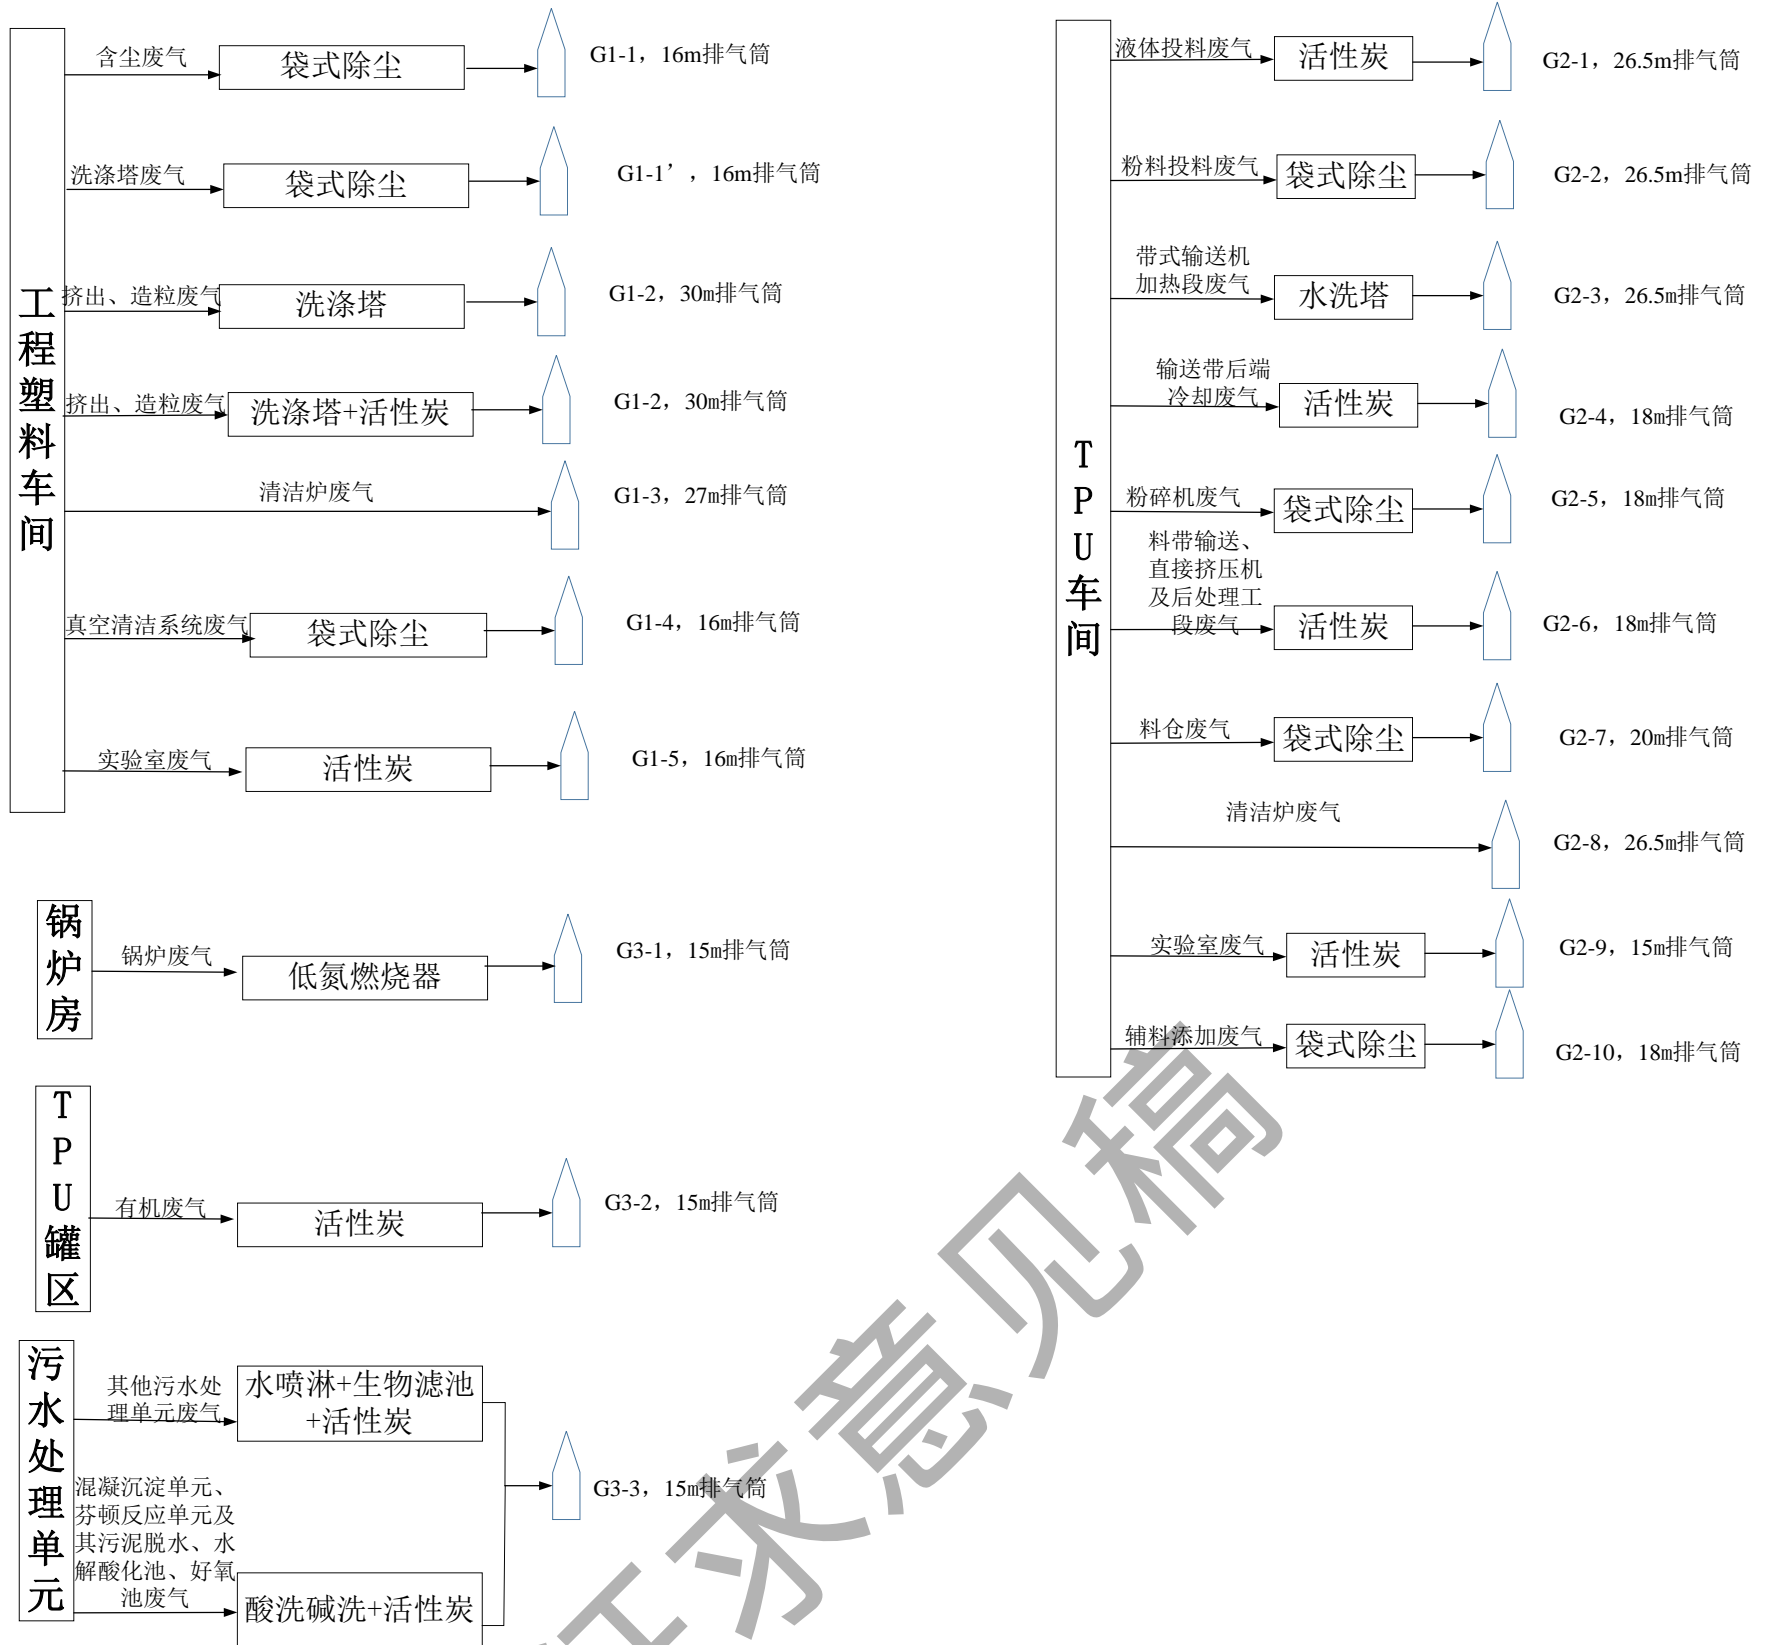 工程塑料车间
含尘废气
袋式除尘
G1-1，16m排气筒
洗涤塔废气
袋式除尘
G1-1’，16m排气筒
挤出、造粒废气
洗涤塔
G1-2，30m排气筒
挤出、造粒废气
洗涤塔+活性炭
G1-2，30m排气筒
清洁炉废气
G1-3，27m排气筒
真空清洁系统废气
袋式除尘
G1-4，16m排气筒
实验室废气
活性炭
G1-5，16m排气筒
锅炉房
锅炉废气
低氮燃烧器
G3-1，15m排气筒
TPU罐区
有机废气
活性炭
G3-2，15m排气筒
污水处理单元
其他污水处
理单元废气
水喷淋+生物滤池
+活性炭
混凝沉淀单元、
芬顿反应单元及
其污泥脱水、水
解酸化池、好氧
池废气
酸洗碱洗+活性炭
G3-3，15m排气筒
TPU车间
液体投料废气
活性炭
G2-1，26.5m排气筒
粉料投料废气
袋式除尘
G2-2，26.5m排气筒
带式输送机
加热段废气
水洗塔
G2-3，26.5m排气筒
输送带后端
冷却废气
活性炭
G2-4，18m排气筒
粉碎机废气
袋式除尘
G2-5，18m排气筒
料带输送、
直接挤压机
及后处理工
段废气
活性炭
G2-6，18m排气筒
料仓废气
袋式除尘
G2-7，20m排气筒
清洁炉废气
G2-8，26.5m排气筒
实验室废气
活性炭
G2-9，15m排气筒
辅料添加废气
袋式除尘
G2-10，18m排气筒
求意见稿